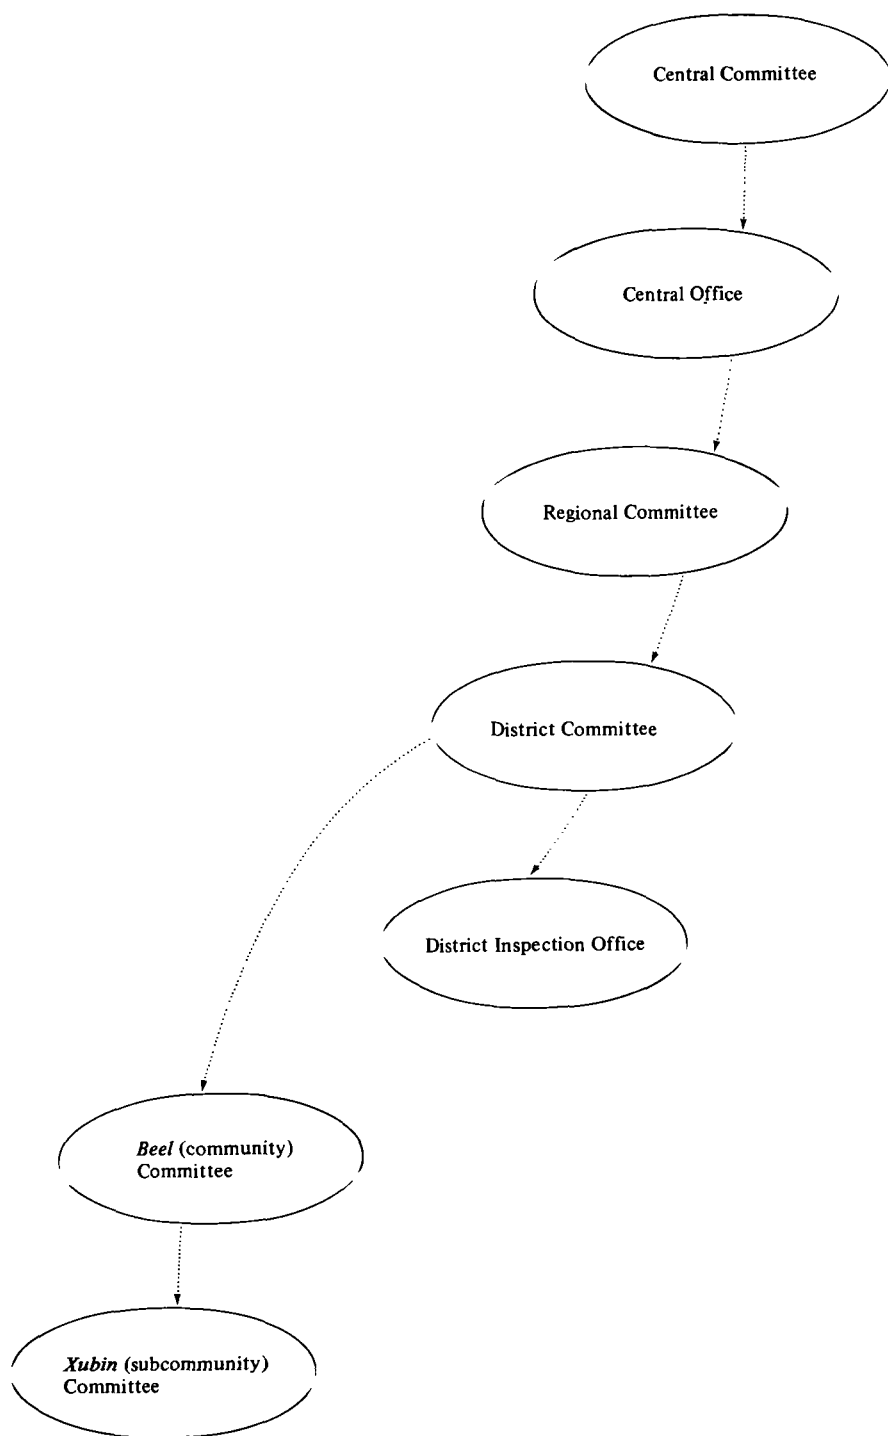 Central Committee
Central Office
Regional Committee
District Committee
District Inspection Office
Beel (community)
Committee
Xubin (subcommunity)
Committee